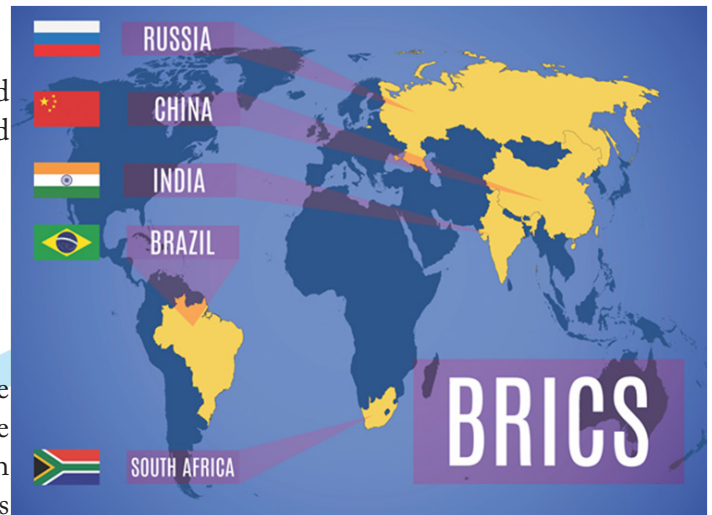 RUSSIA
d
CHINA
d
INDIA
BRAZIL
e
BRICS
e
SOUTH AFRICA
n
s